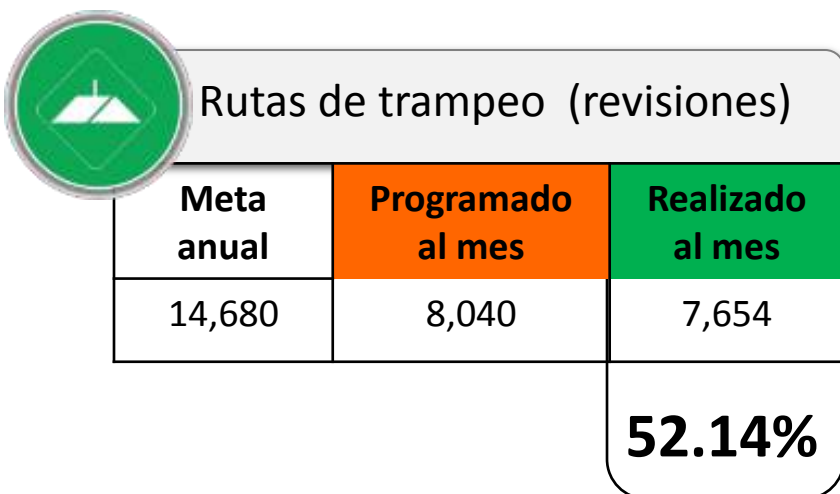 Rutas de trampeo (revisiones)
Meta anual
Programado al mes
Realizado al mes
14,680
8,040
7,654
52.14%